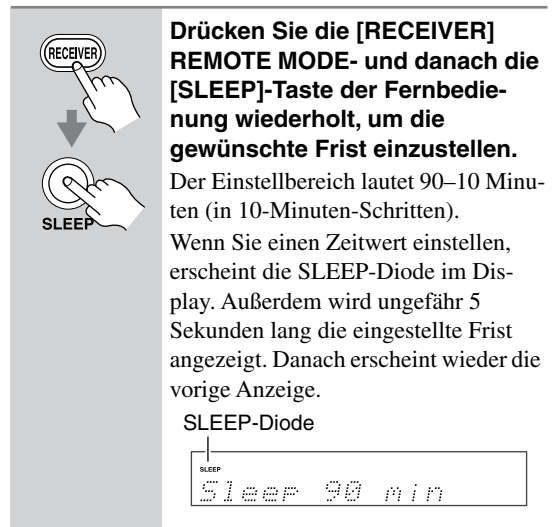 RECEIVER
SLEEP
Drücken Sie die [RECEIVER]
REMOTE MODE- und danach die
[SLEEP]-Taste der Fernbedie-
nung wiederholt, um die
gewünschte Frist einzustellen.
Der Einstellbereich lautet 90–10 Minu-
ten (in 10-Minuten-Schritten).
Wenn Sie einen Zeitwert einstellen,
erscheint die SLEEP-Diode im Dis-
play. Außerdem wird ungefähr 5
Sekunden lang die eingestellte Frist
angezeigt. Danach erscheint wieder die
vorige Anzeige.
SLEEP-Diode
SLEEP
Sleep 90 min